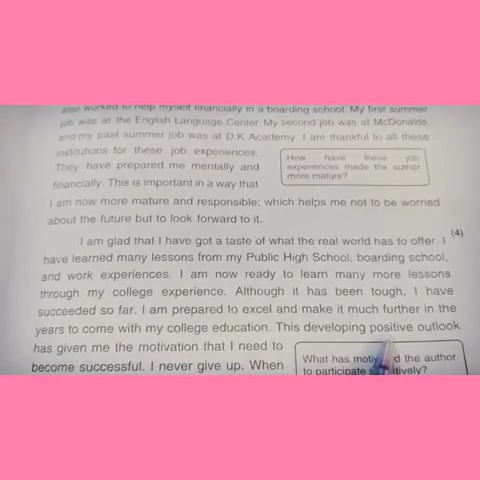 also worked to help myself financially in a boarding school. My first summer
job was at the English Language Center. My second job was at McDonalds,
and my past summer job was at D.K Academy. I am thankful to all these
institutions for these job experiences.
They have prepared me mentally and
financially. This is important in a way that
How have these job
experiences made the author
more mature?
I am now more mature and responsible; which helps me not to be worried
about the future but to look forward to it.
(4)
I am glad that I have got a taste of what the real world has to offer. I
have learned many lessons from my Public High School, boarding school,
and work experiences. I am now ready to learn many more lessons
through my college experience. Although it has been tough, I have
succeeded so far. I am prepared to excel and make it much further in the
years to come with my college education. This developing positive outlook
has given me the motivation that I need to
become successful. I never give up. When
What has the author
to participate